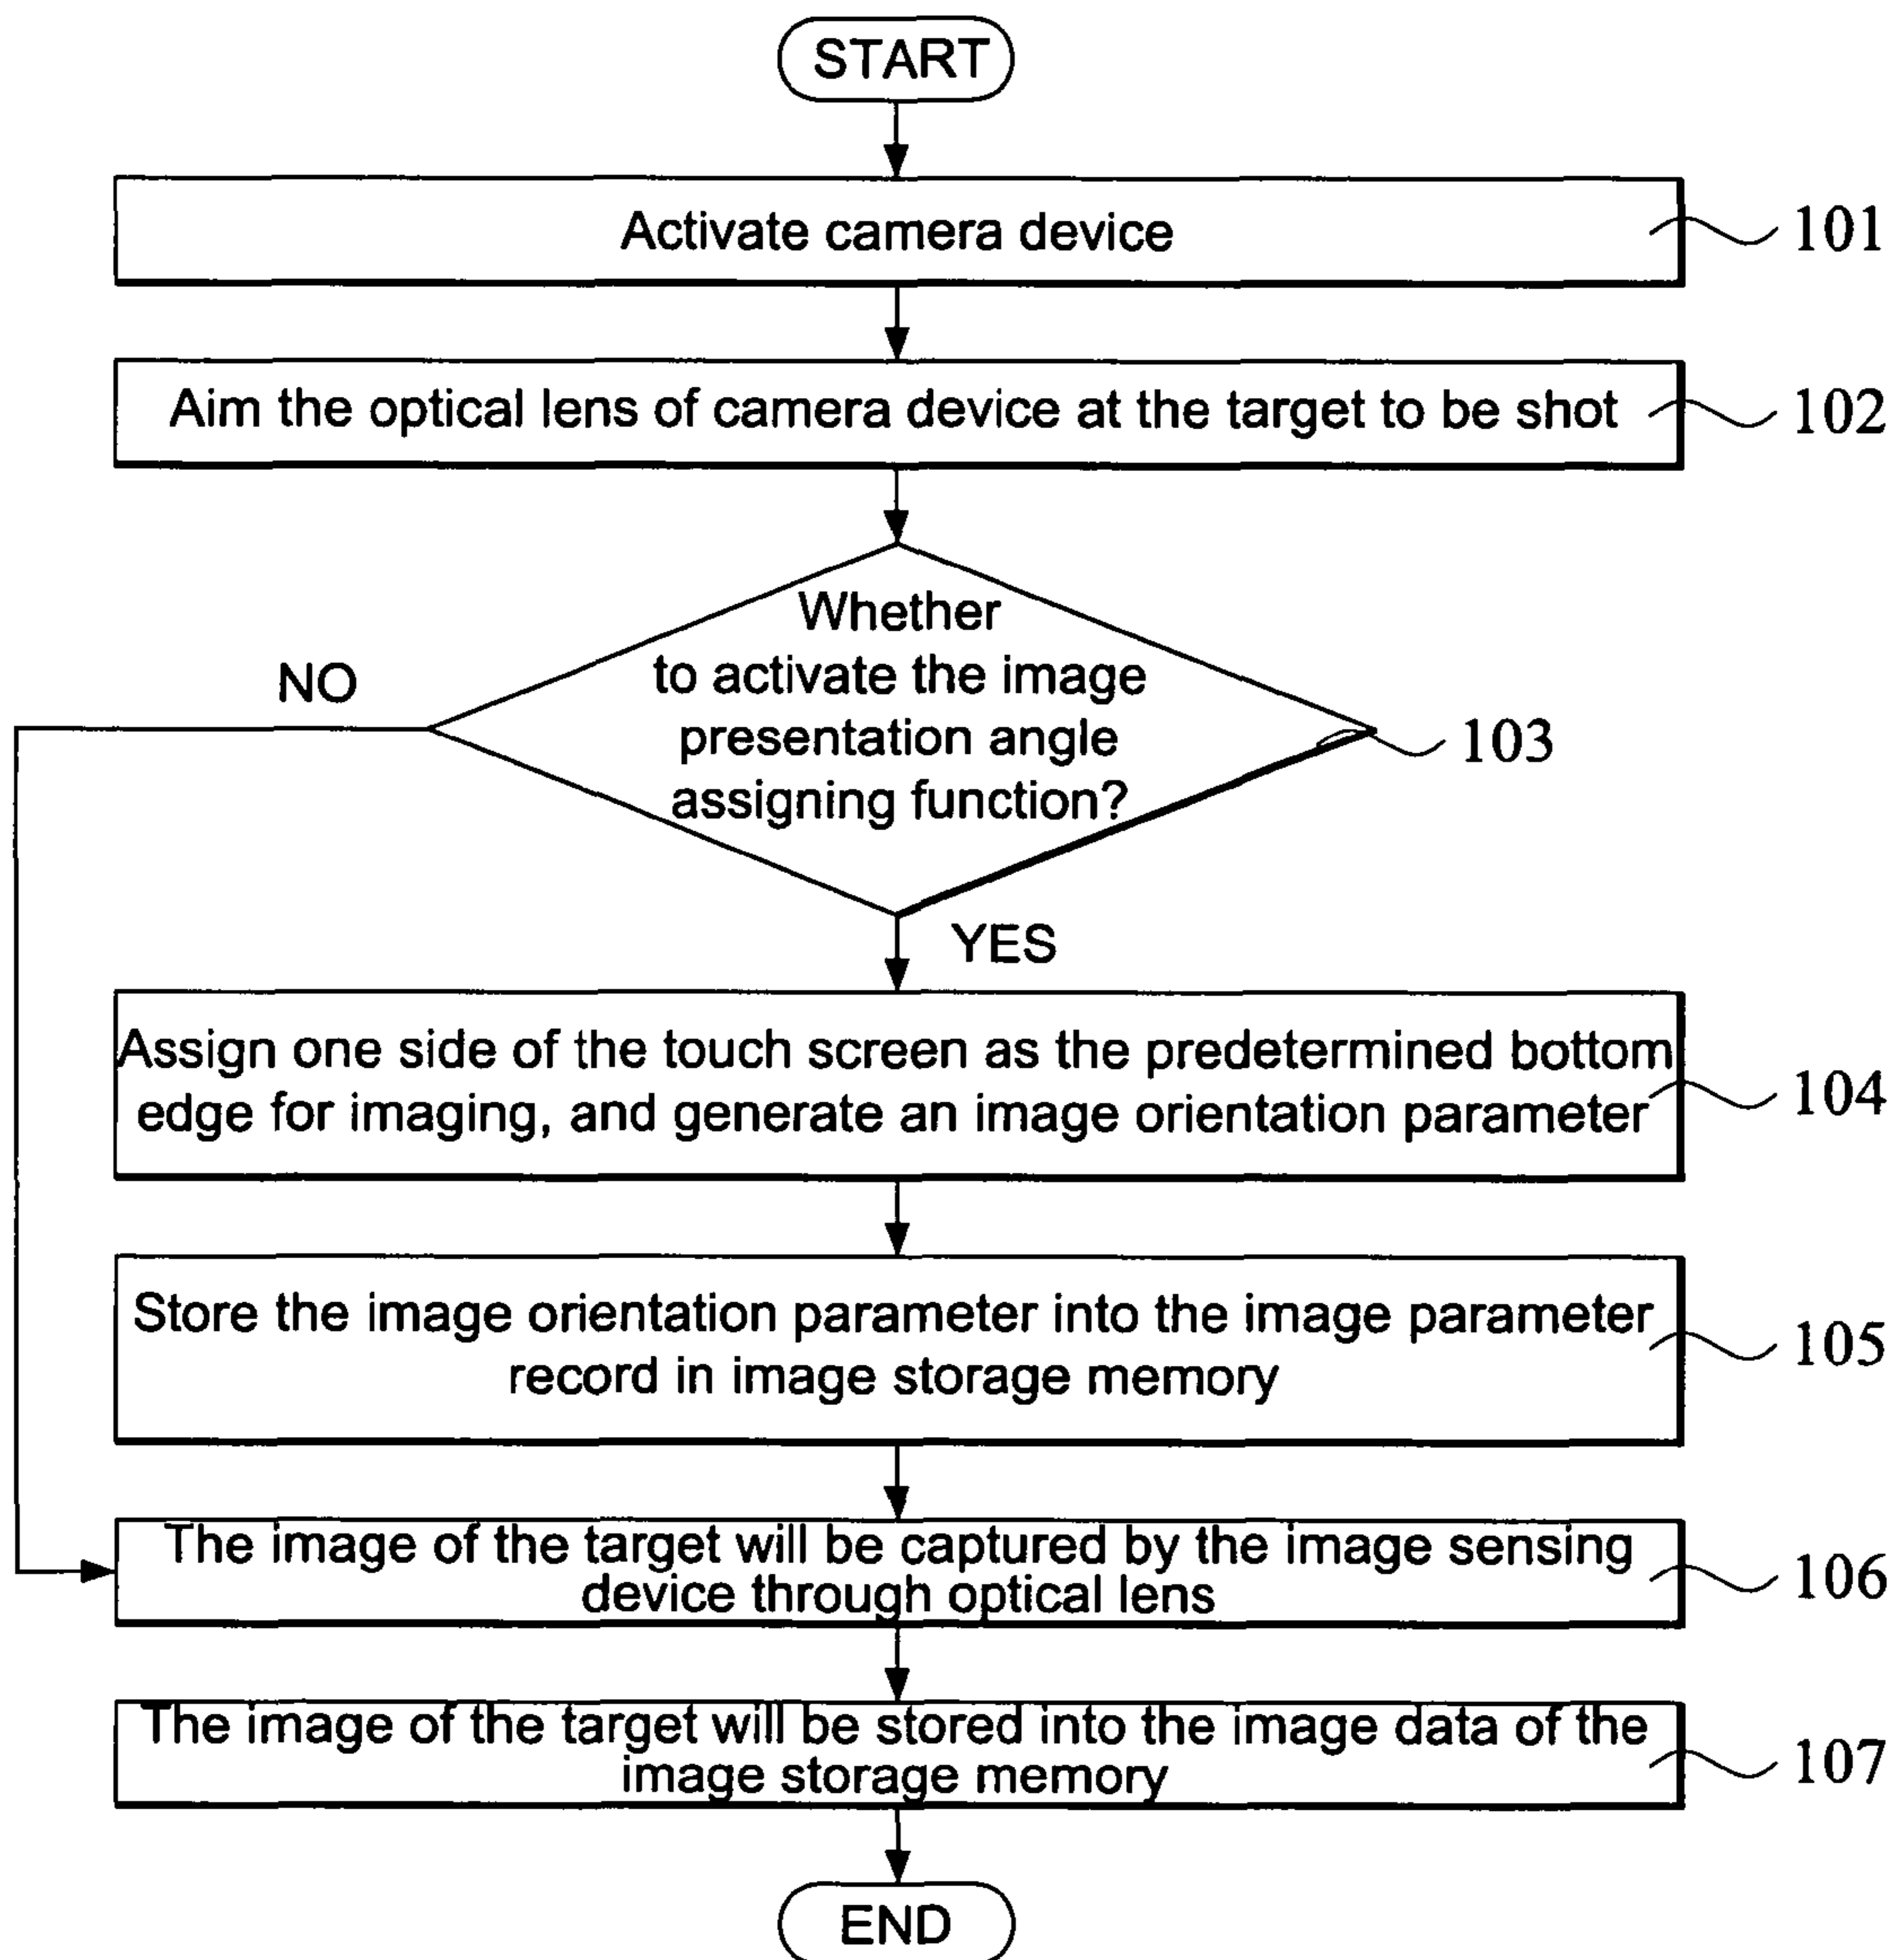 START
Activate camera device
101
Aim the optical lens of camera device at the target to be shot
102
Whether
to activate the image
presentation angle
assigning function?
NO
103
YES
Assign one side of the touch screen as the predetermined bottom
edge for imaging, and generate an image orientation parameter
104
Store the image orientation parameter into the image parameter
record in image storage memory
105
The image of the target will be captured by the image sensing
device through optical lens
106
The image of the target will be stored into the image data of the
image storage memory
107
END